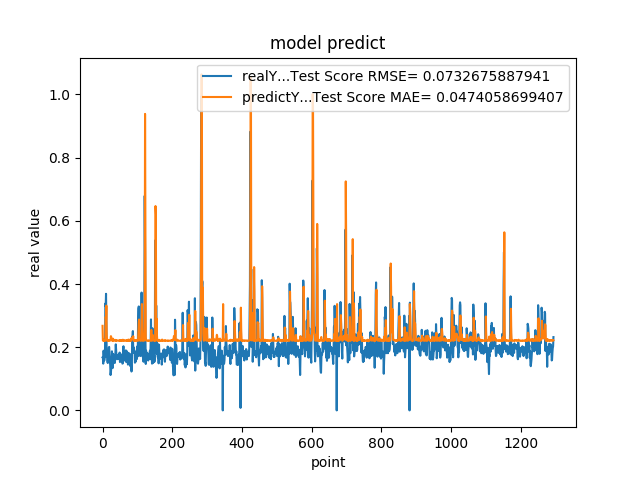 model predict
realY...Test Score RMSE= 0.0732675887941
predictY...Test Score MAE= 0.0474058699407
1.0
0.8
0.6
0.4
0.2
0.0
real value
0 200 400 600 800 1000 1200
point